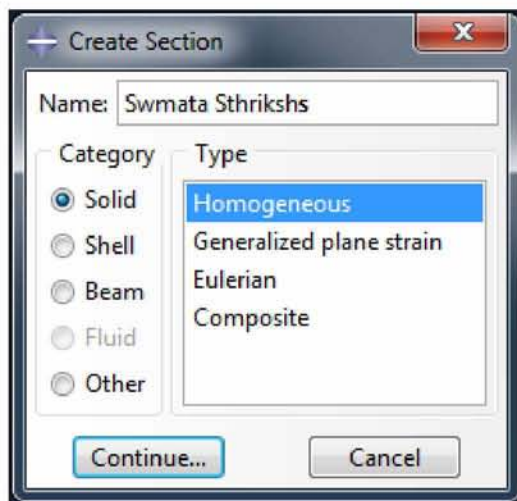 Create Section
Name: Swmata Sthrikshs
Category
Type
Solid
Shell
Beam
Fluid
Other
Homogeneous
Generalized plane strain
Eulerian
Composite
Continue...
Cancel